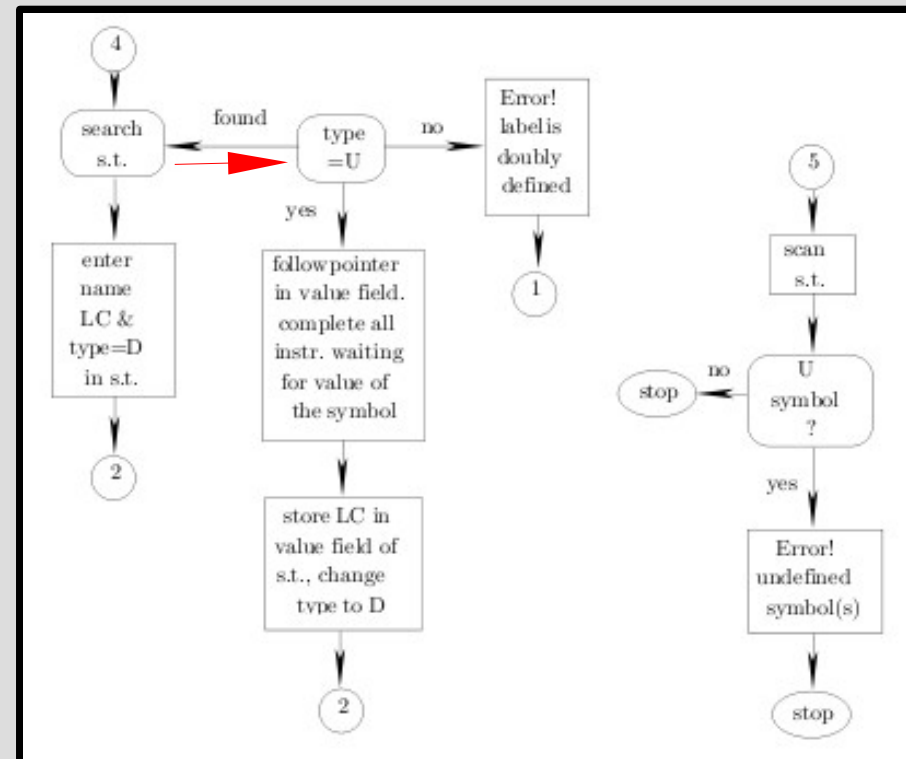 4
search
s.t.
found
type
=U
no
Error!
label is
doubly
defined
1
enter
name
LC &
type=D
in s.t.
2
yes
follow pointer
in value field.
complete all
instr. waiting
for value of
the symbol
store LC in
value field of
s.t., change
type to D
2
5
scan
s.t.
U
symbol
?
no
stop
yes
Error!
undefined
symbol(s)
stop